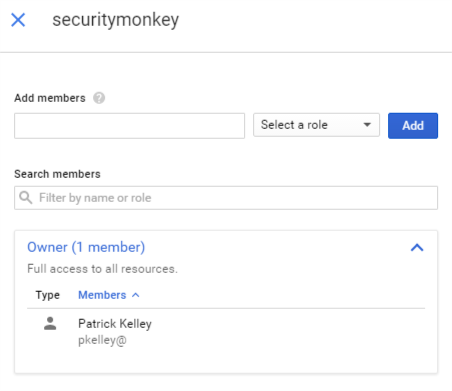 securitymonkey
Add members
Select a role
Add
Search members
Filter by name or role
Owner (1 member)
Full access to all resources.
Type Members
Patrick Kelley
pkelley@